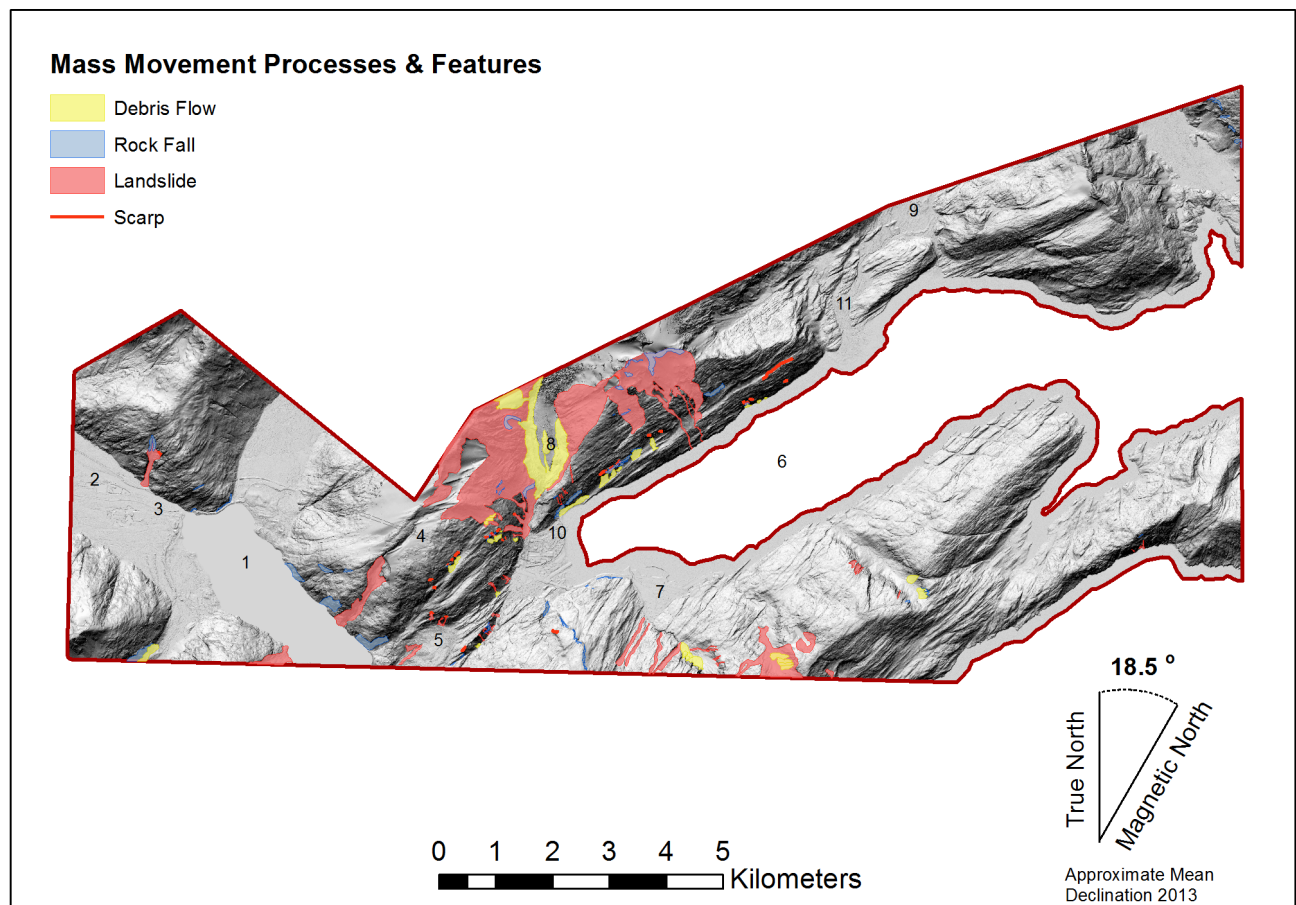 Mass Movement Processes & Features
Debris Flow
Rock Fall
Landslide
Scarp
9
11
6
8
10
2
3
4
1
7
5
18.5 º
True North
Magnetic North
Approximate Mean
Declination 2013
0 1 2 3 4 5
Kilometers